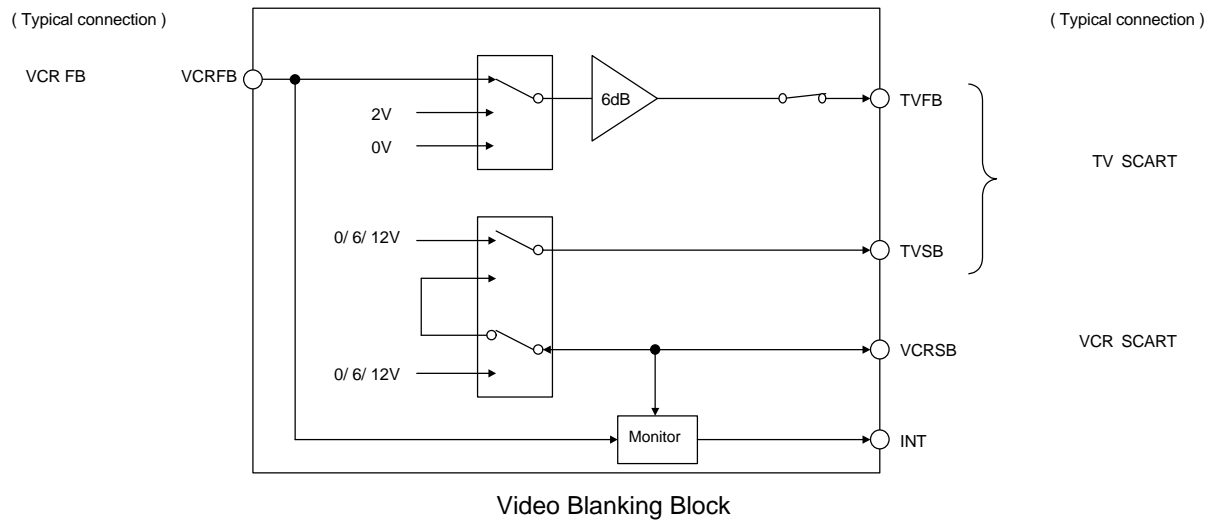 ( Typical connection )
( Typical connection )
VCR FB
VCRFB
6dB
TVFB
2V
0V
TV SCART
0/ 6/ 12V
TVSB
VCRSB
VCR SCART
0/ 6/ 12V
Monitor
INT
Video Blanking Block